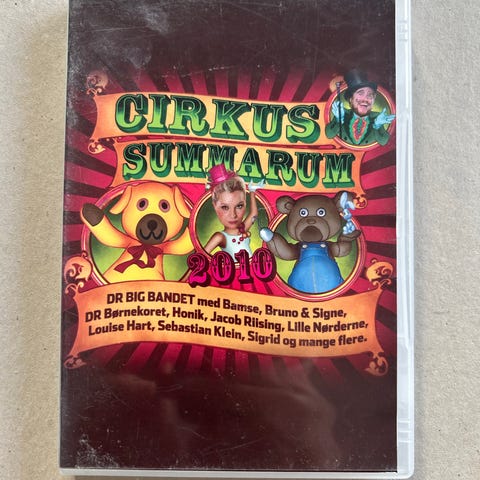 CIRKUS
SUMMARUM
2010
DR BIG BANDET med Bamse, Bruno & Signe,
DR Børnekoret, Honik, Jacob Riising, Lille Nørderne,
Louise Hart, Sebastian Klein, Sigrid og mange flere.